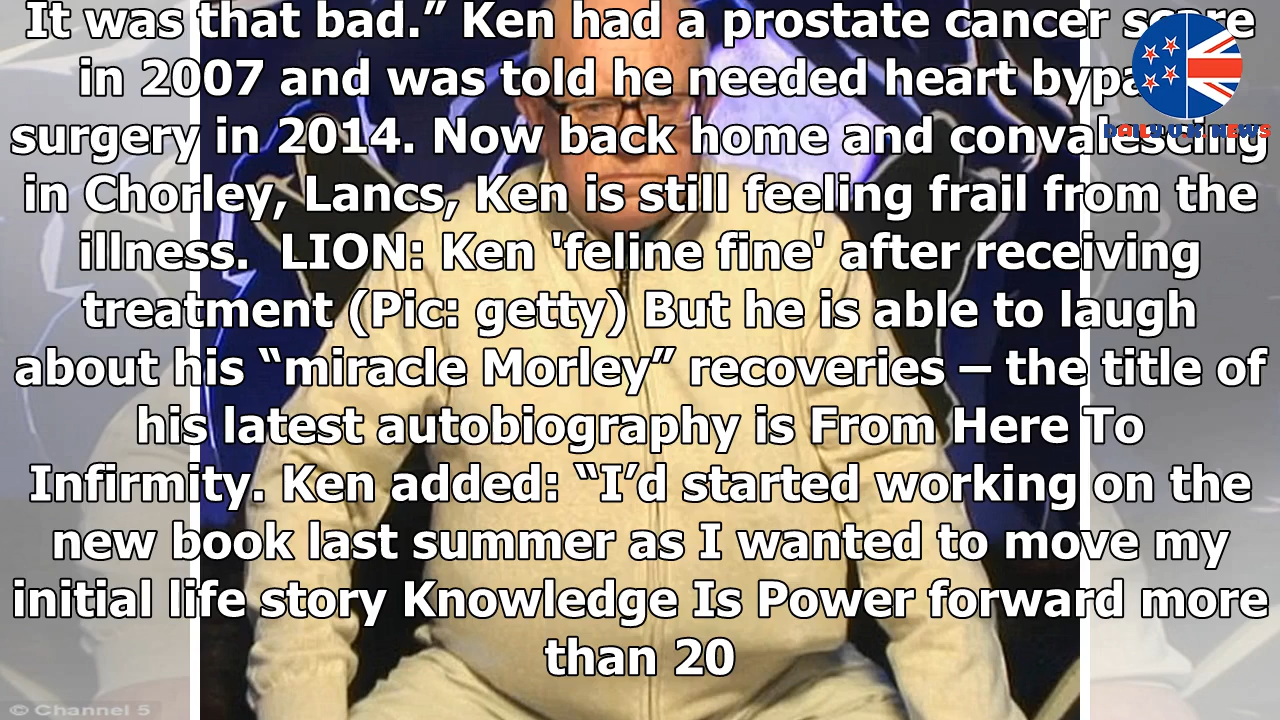 It was that bad.” Ken had a prostate cancer scare
in 2007 and was told he needed heart bypass
surgery in 2014. Now back home and convalescing
in Chorley, Lancs, Ken is still feeling frail from the
illness.  LION: Ken 'feline fine' after receiving
treatment (Pic: getty) But he is able to laugh
about his “miracle Morley” recoveries – the title of
his latest autobiography is From Here To
Infirmity. Ken added: “I’d started working on the
new book last summer as I wanted to move my
initial life story Knowledge Is Power forward more
than 20
DAILY U.K NEWS
© Channel 5